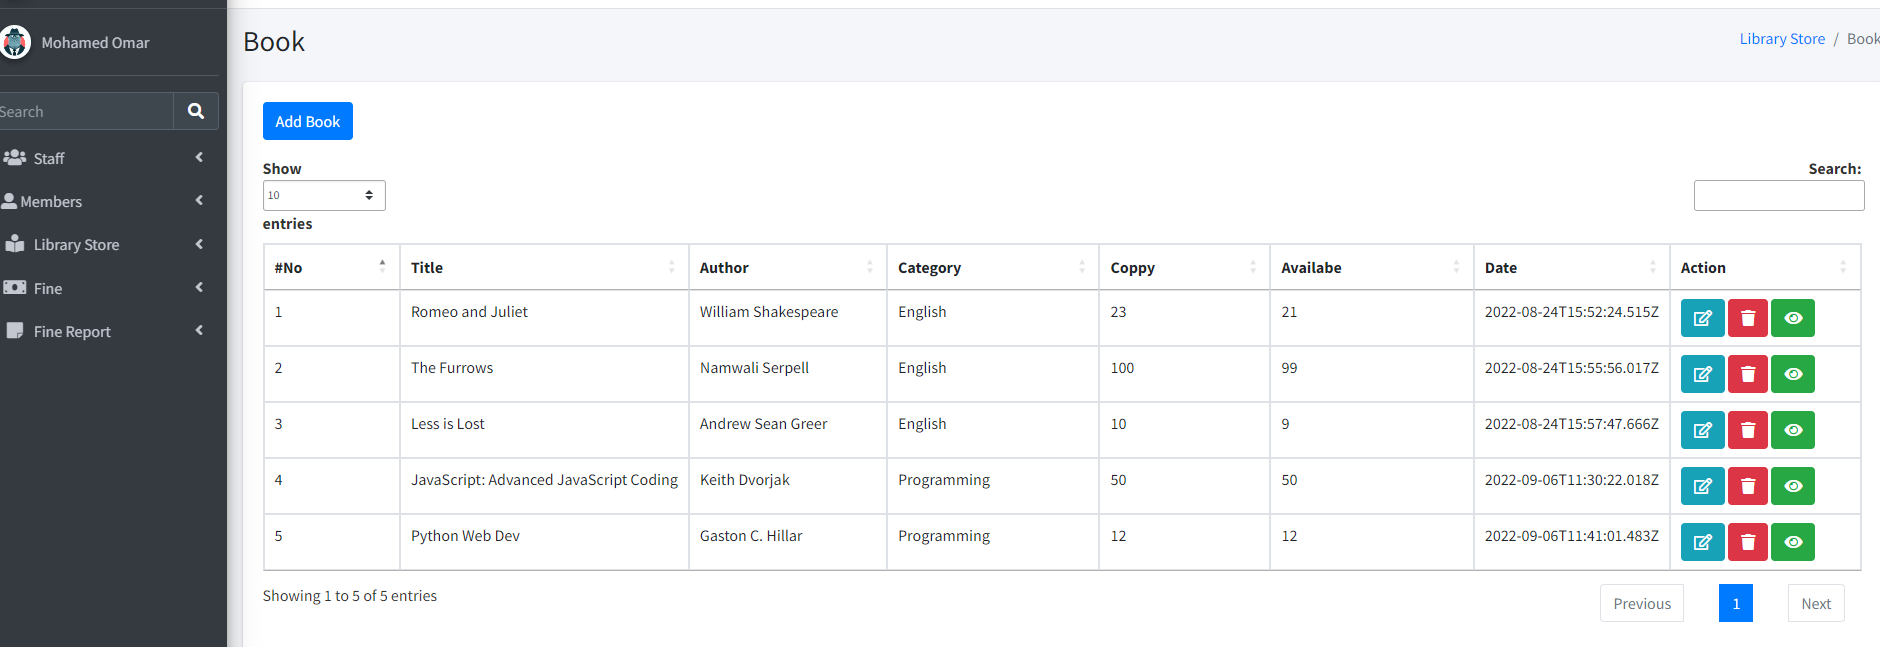 Mohamed Omar
Search
Staff
Members
Library Store
Fine
Fine Report
Book
Library Store / Book
Add Book
Show
10
entries
Search:
#No Title Author Category Coppy Availabe Date Action
1 Romeo and Juliet William Shakespeare English 23 21 2022-08-24T15:52:24.515Z
2 The Furrows Namwali Serpell English 100 99 2022-08-24T15:55:56.017Z
3 Less is Lost Andrew Sean Greer English 10 9 2022-08-24T15:57:47.666Z
4 JavaScript: Advanced JavaScript Coding Keith Dvorjak Programming 50 50 2022-09-06T11:30:22.018Z
5 Python Web Dev Gaston C. Hillar Programming 12 12 2022-09-06T11:41:01.483Z
Showing 1 to 5 of 5 entries
Previous 1 Next